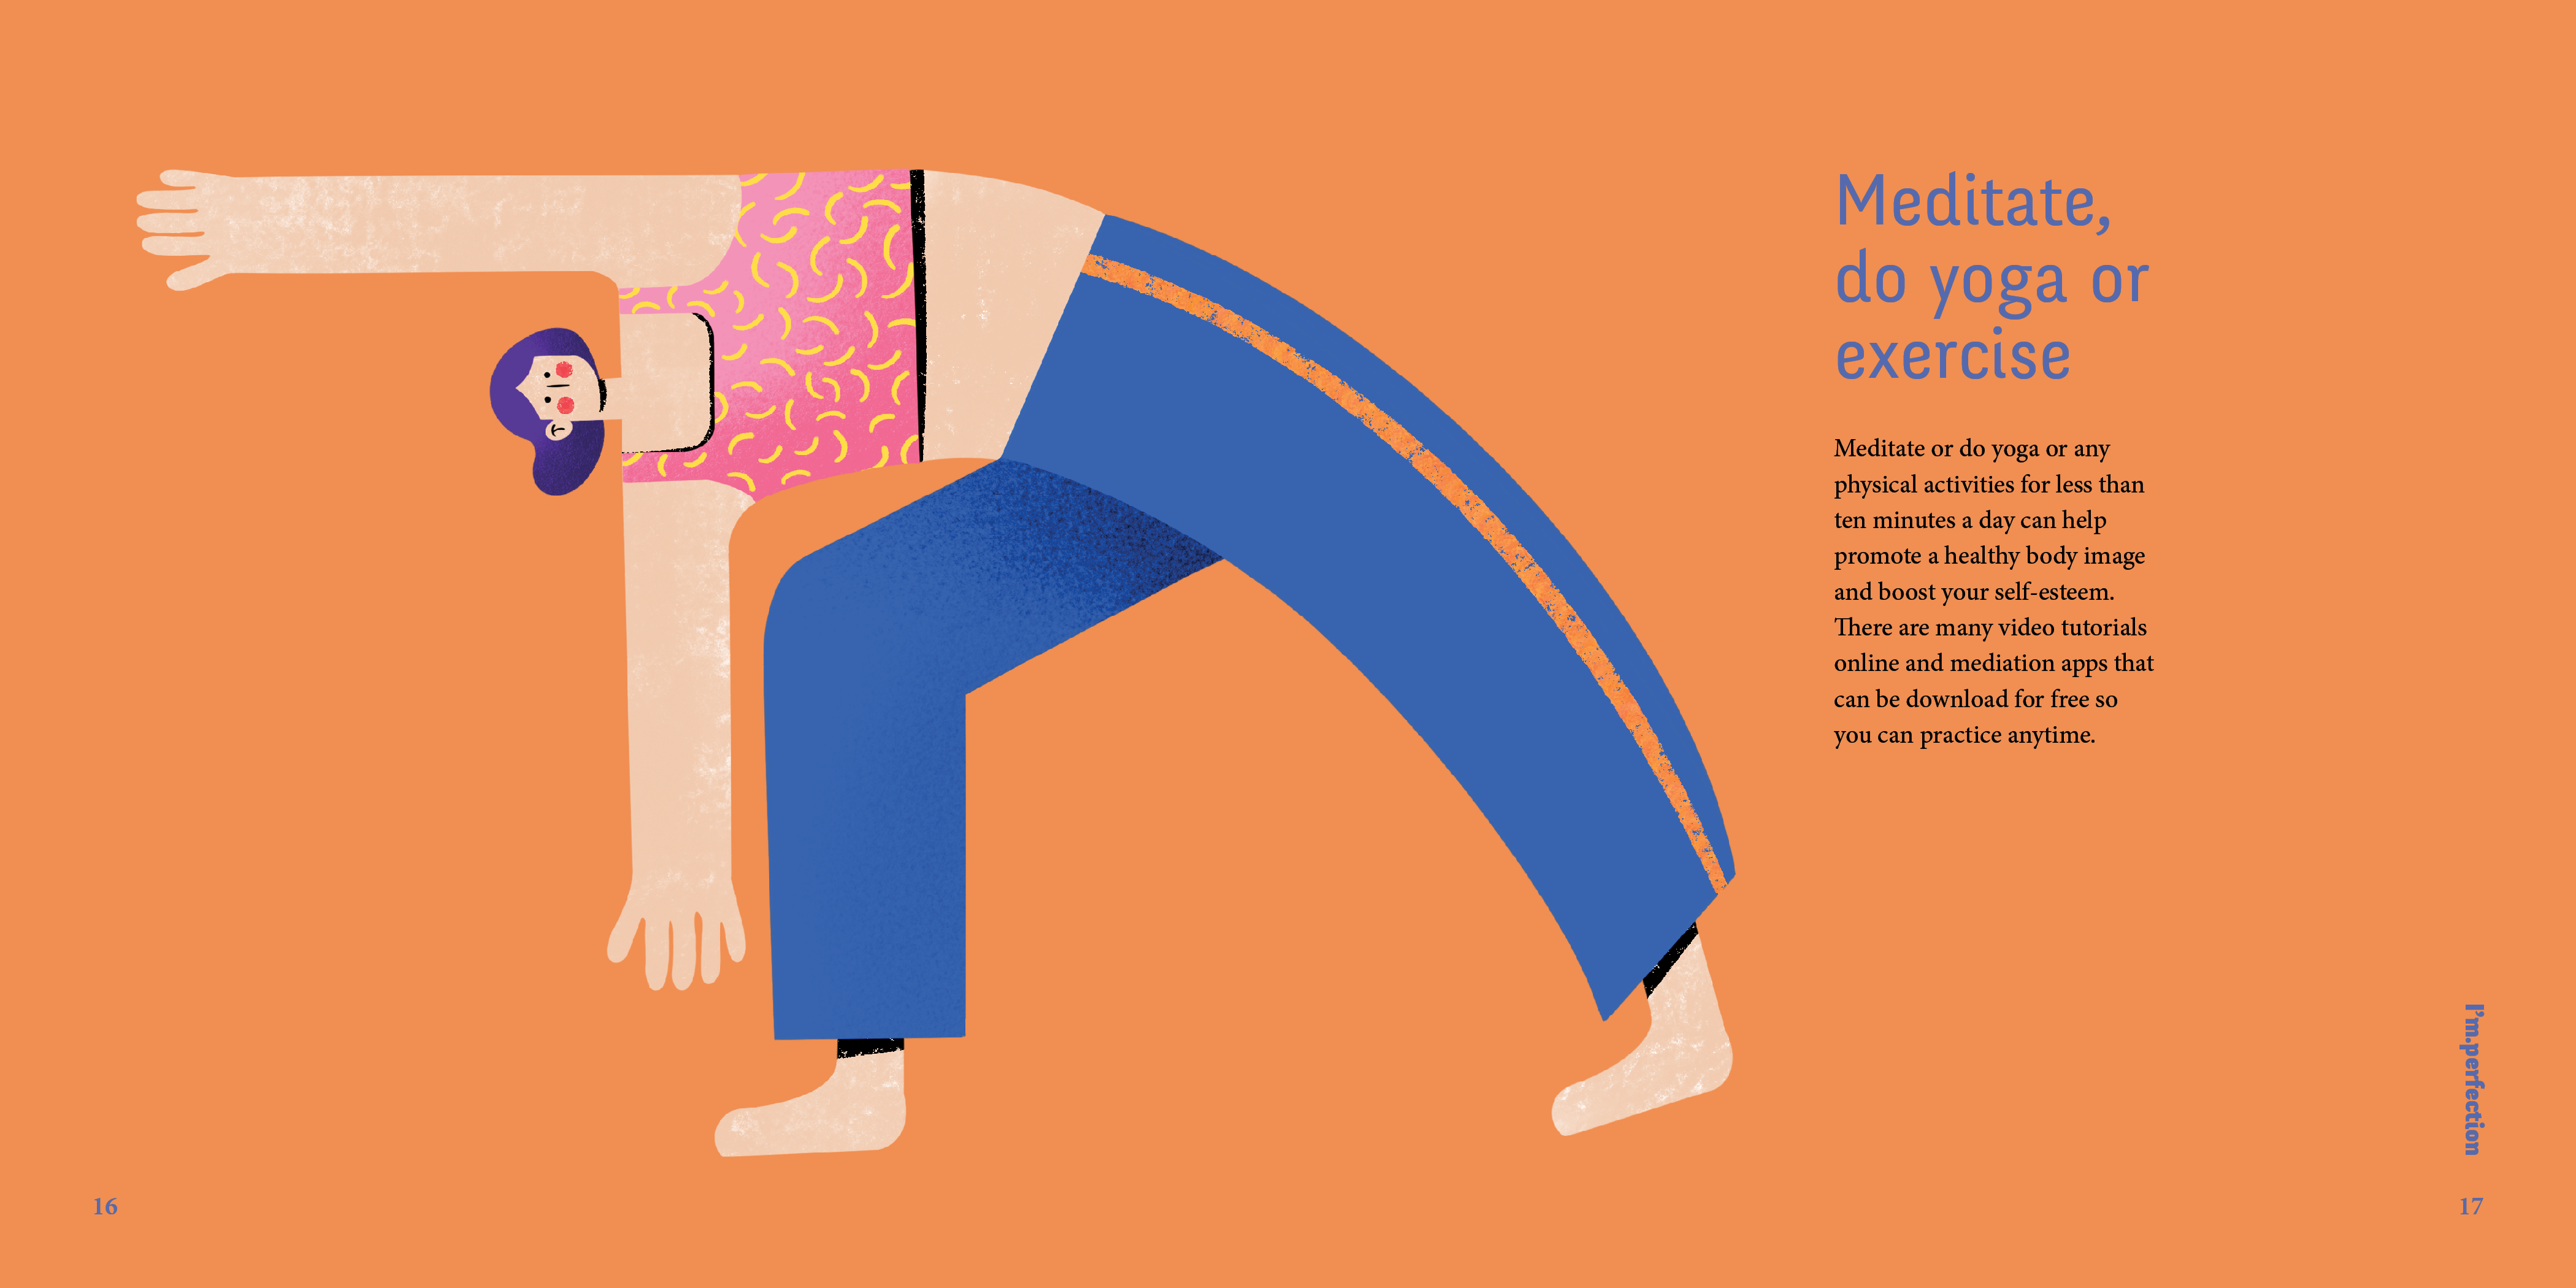 Meditate,
do yoga or
exercise
Meditate or do yoga or any
physical activities for less than
ten minutes a day can help
promote a healthy body image
and boost your self-esteem.
There are many video tutorials
online and mediation apps that
can be download for free so
you can practice anytime.
I'm.perfection
16
17